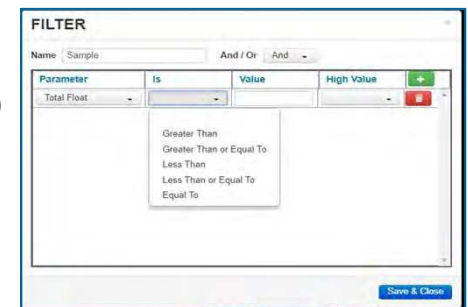 FILTER
Name Sample And / Or And
Parameter Is Value High Value +
Total Float
Greater Than
Greater Than or Equal To
Less Than
Less Than or Equal To
Equal To
Save & Close